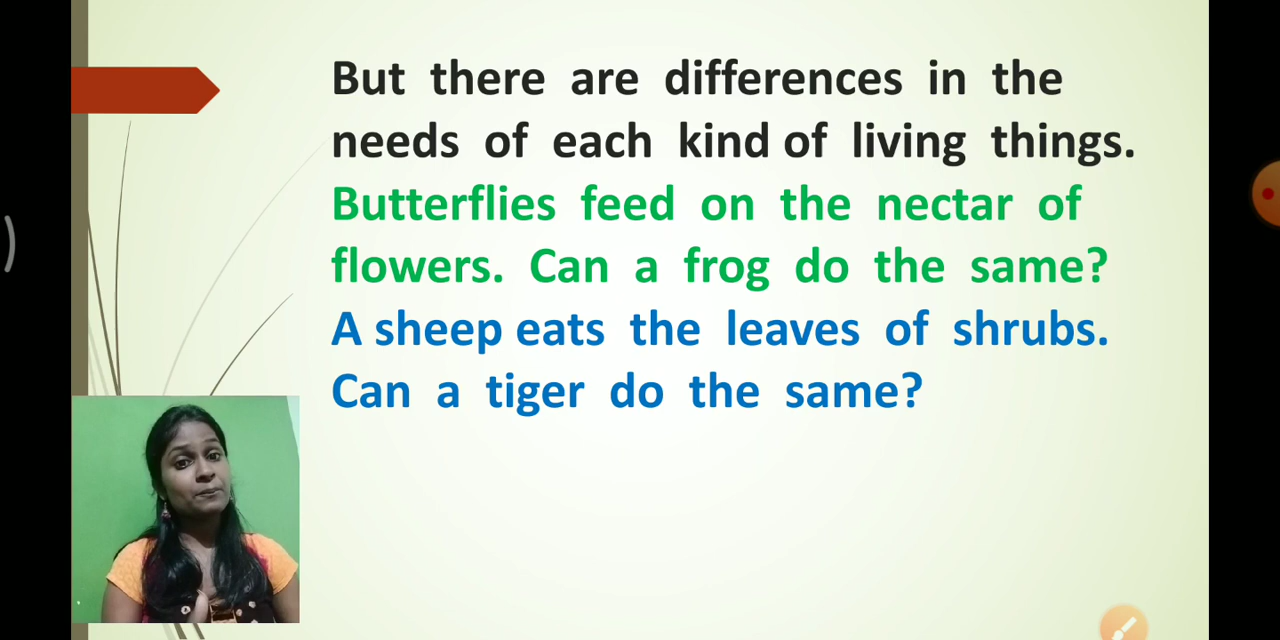 But there are differences in the
needs of each kind of living things.
Butterflies feed on the nectar of
flowers. Can a frog do the same?
A sheep eats the leaves of shrubs.
Can a tiger do the same?